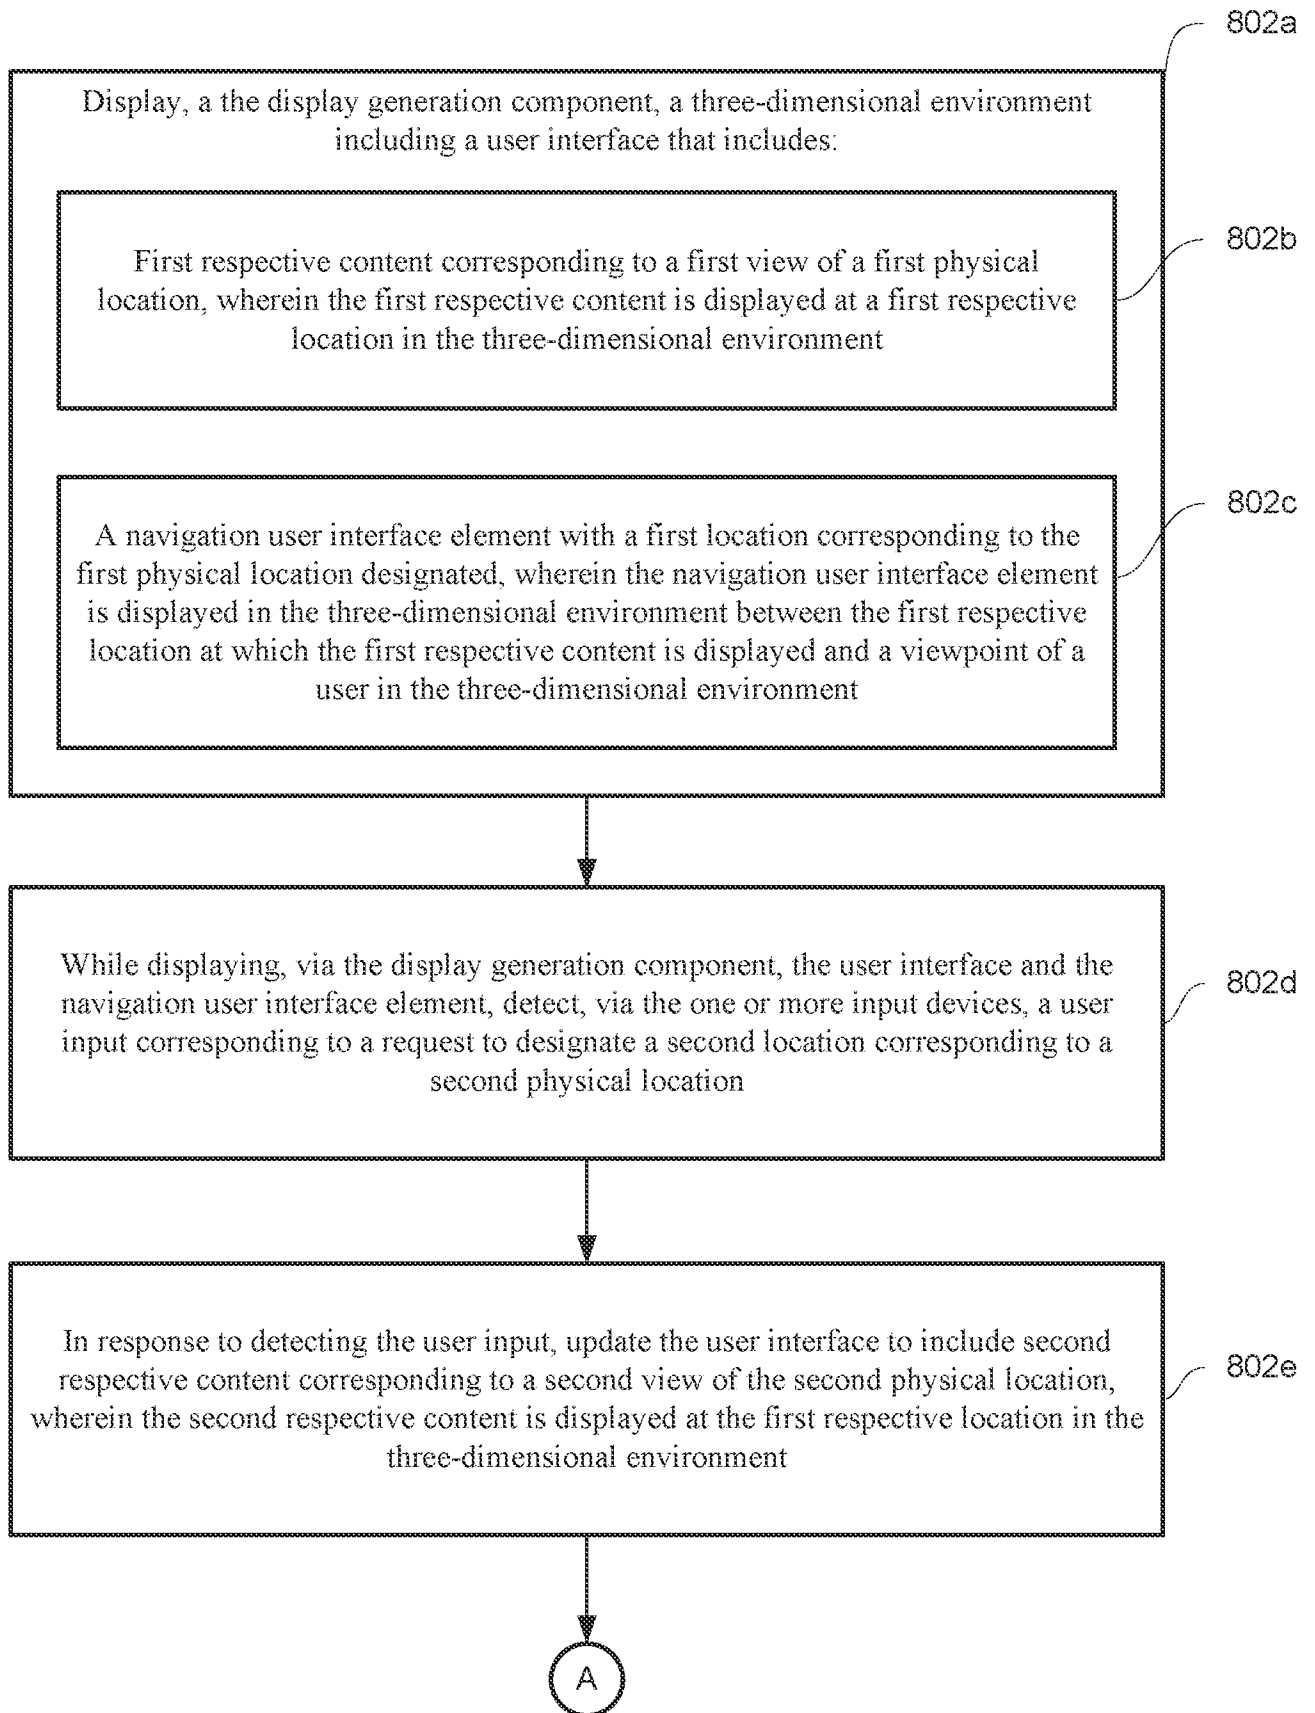 802a
Display, a the display generation component, a three-dimensional environment
including a user interface that includes:
802b
First respective content corresponding to a first view of a first physical
location, wherein the first respective content is displayed at a first respective
location in the three-dimensional environment
802c
A navigation user interface element with a first location corresponding to the
first physical location designated, wherein the navigation user interface element
is displayed in the three-dimensional environment between the first respective
location at which the first respective content is displayed and a viewpoint of a
user in the three-dimensional environment
While displaying, via the display generation component, the user interface and the
802d
navigation user interface element, detect, via the one or more input devices, a user
input corresponding to a request to designate a second location corresponding to a
second physical location
In response to detecting the user input, update the user interface to include second
802e
respective content corresponding to a second view of the second physical location,
wherein the second respective content is displayed at the first respective location in the
three-dimensional environment
A